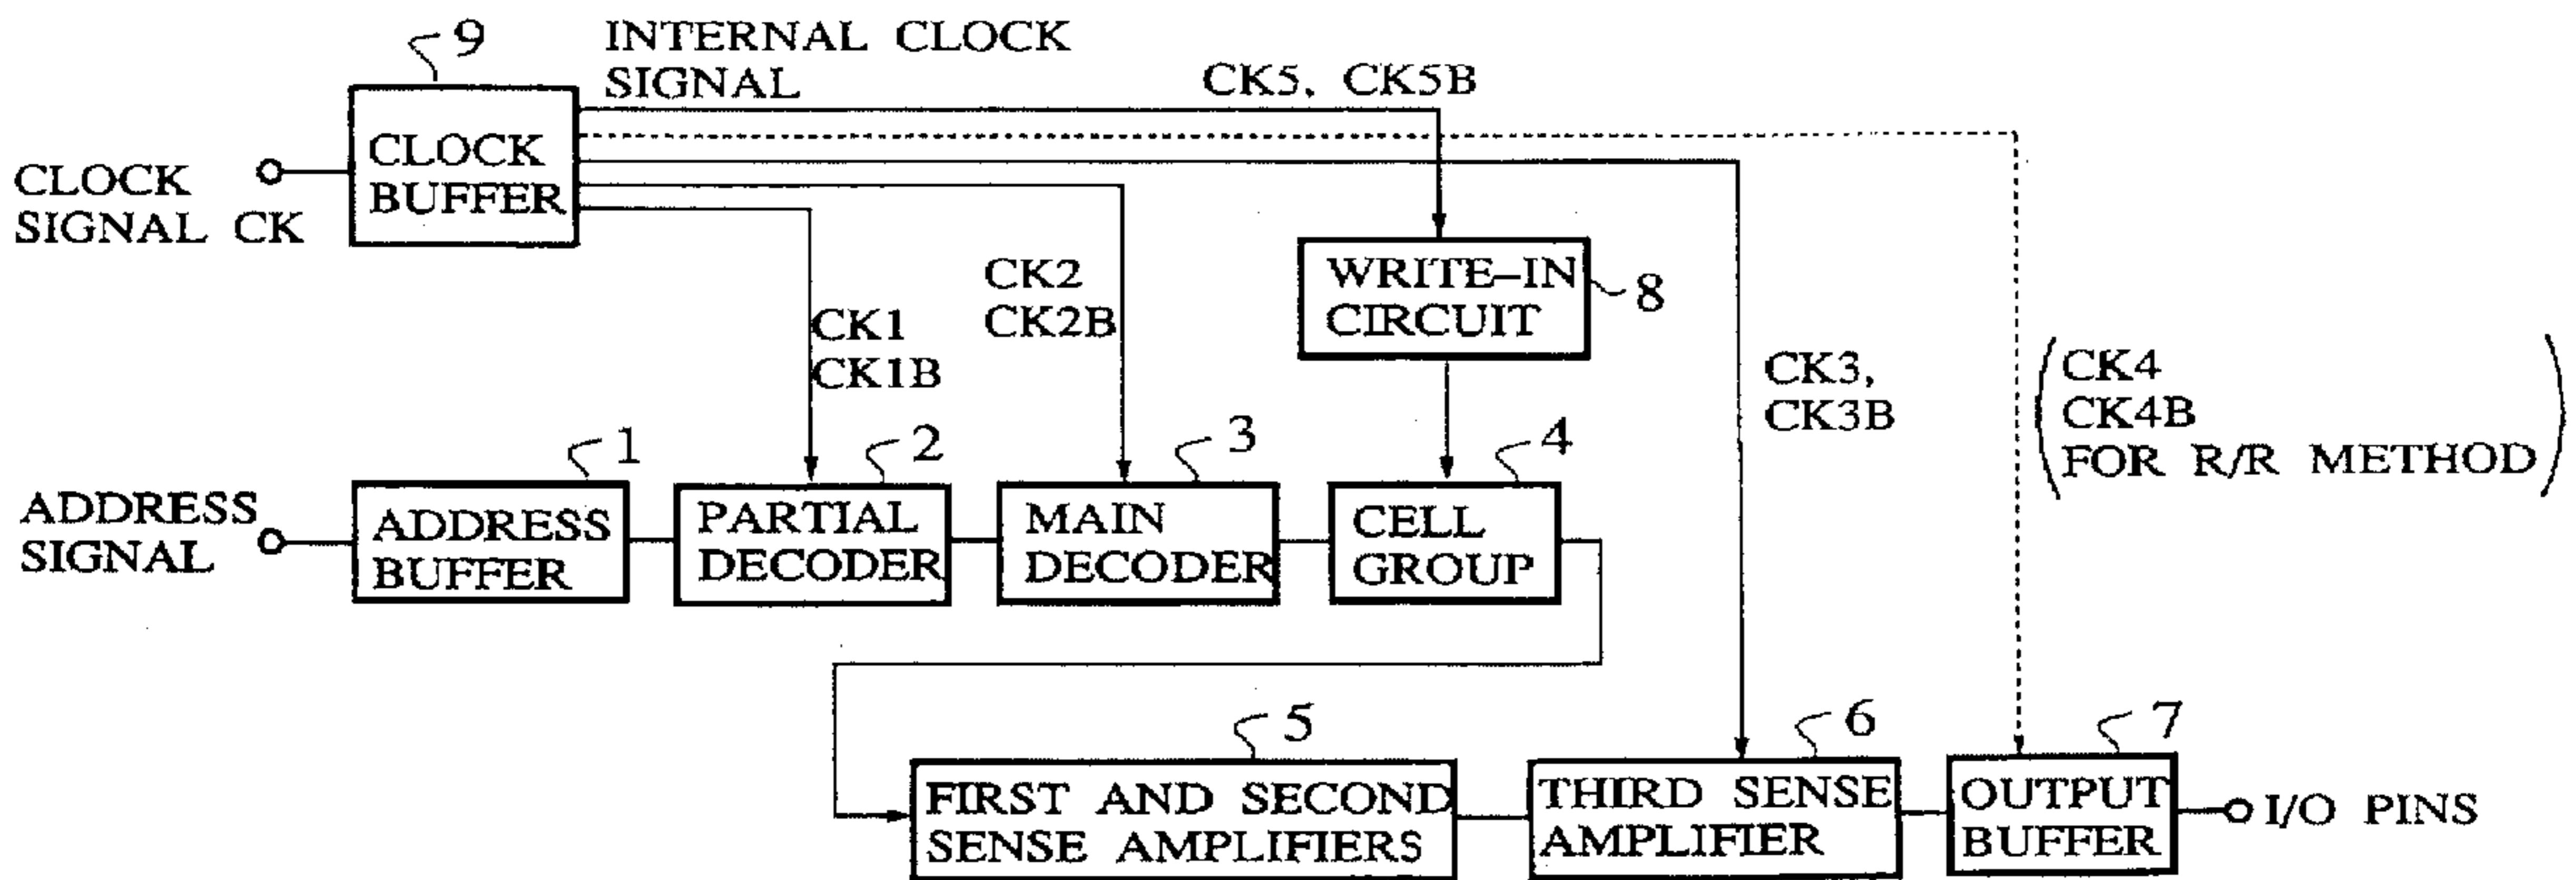 9
INTERNAL CLOCK
SIGNAL
CK5, CK5B
CLOCK
SIGNAL CK
CLOCK
BUFFER
WRITE-IN
CIRCUIT
8
CK2
CK2B
CK1
CK1B
CK3,
CK3B
CK4
CK4B
FOR R/R METHOD
1
2
3
4
ADDRESS
SIGNAL
ADDRESS
BUFFER
PARTIAL
DECODER
MAIN
DECODER
CELL
GROUP
5
6
7
FIRST AND SECOND
SENSE AMPLIFIERS
THIRD SENSE
AMPLIFIER
OUTPUT
BUFFER
I/O PINS